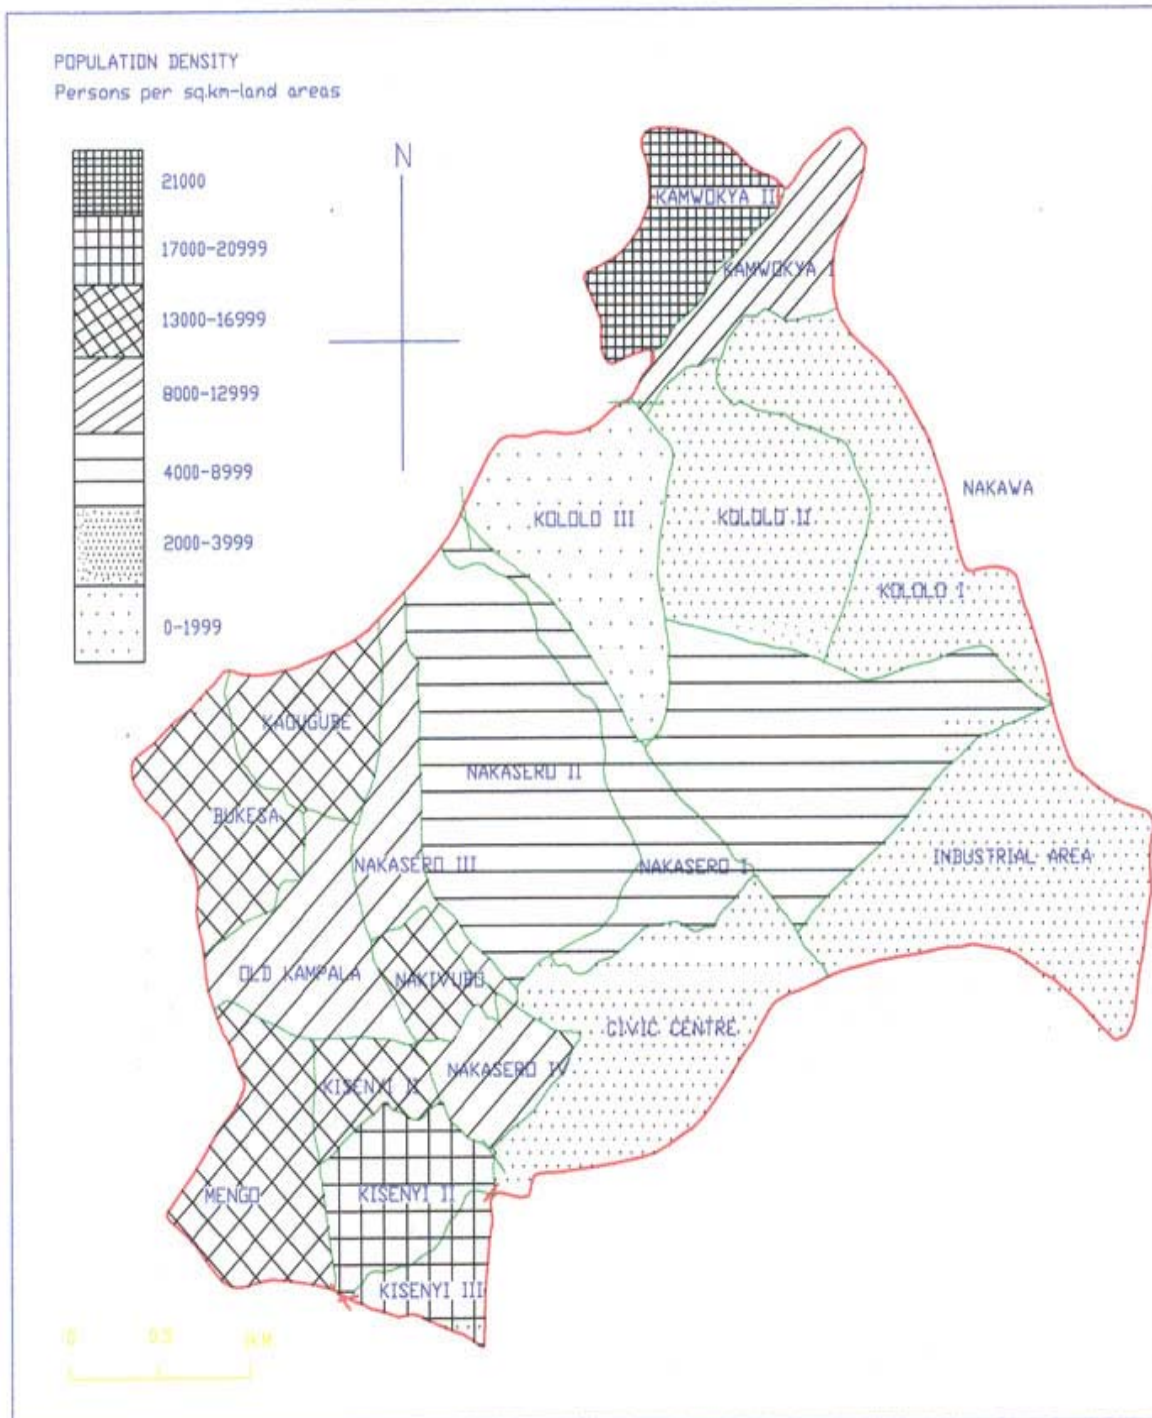 POPULATION DENSITY
Persons per sq.km-land areas
N
21000
17000-20999
13000-16999
8000-12999
4000-8999
2000-3999
0-1999
KAMWOKYA II
KAMWOKYA I
NAKAWA
KOLOLO III
KOLOLO II
KOLOLO I
KAGUGUBE
NAKASERO II
BUKESA
NAKASERO III
NAKASERO I
INBUSTRIAL AREA
OLD KAMPALA
NAKIVUBO
CIVIC CENTRE
NAKASERO IV
KISENYI II
MENGO
KISENYI II
KISENYI III
0 0.5 1KM